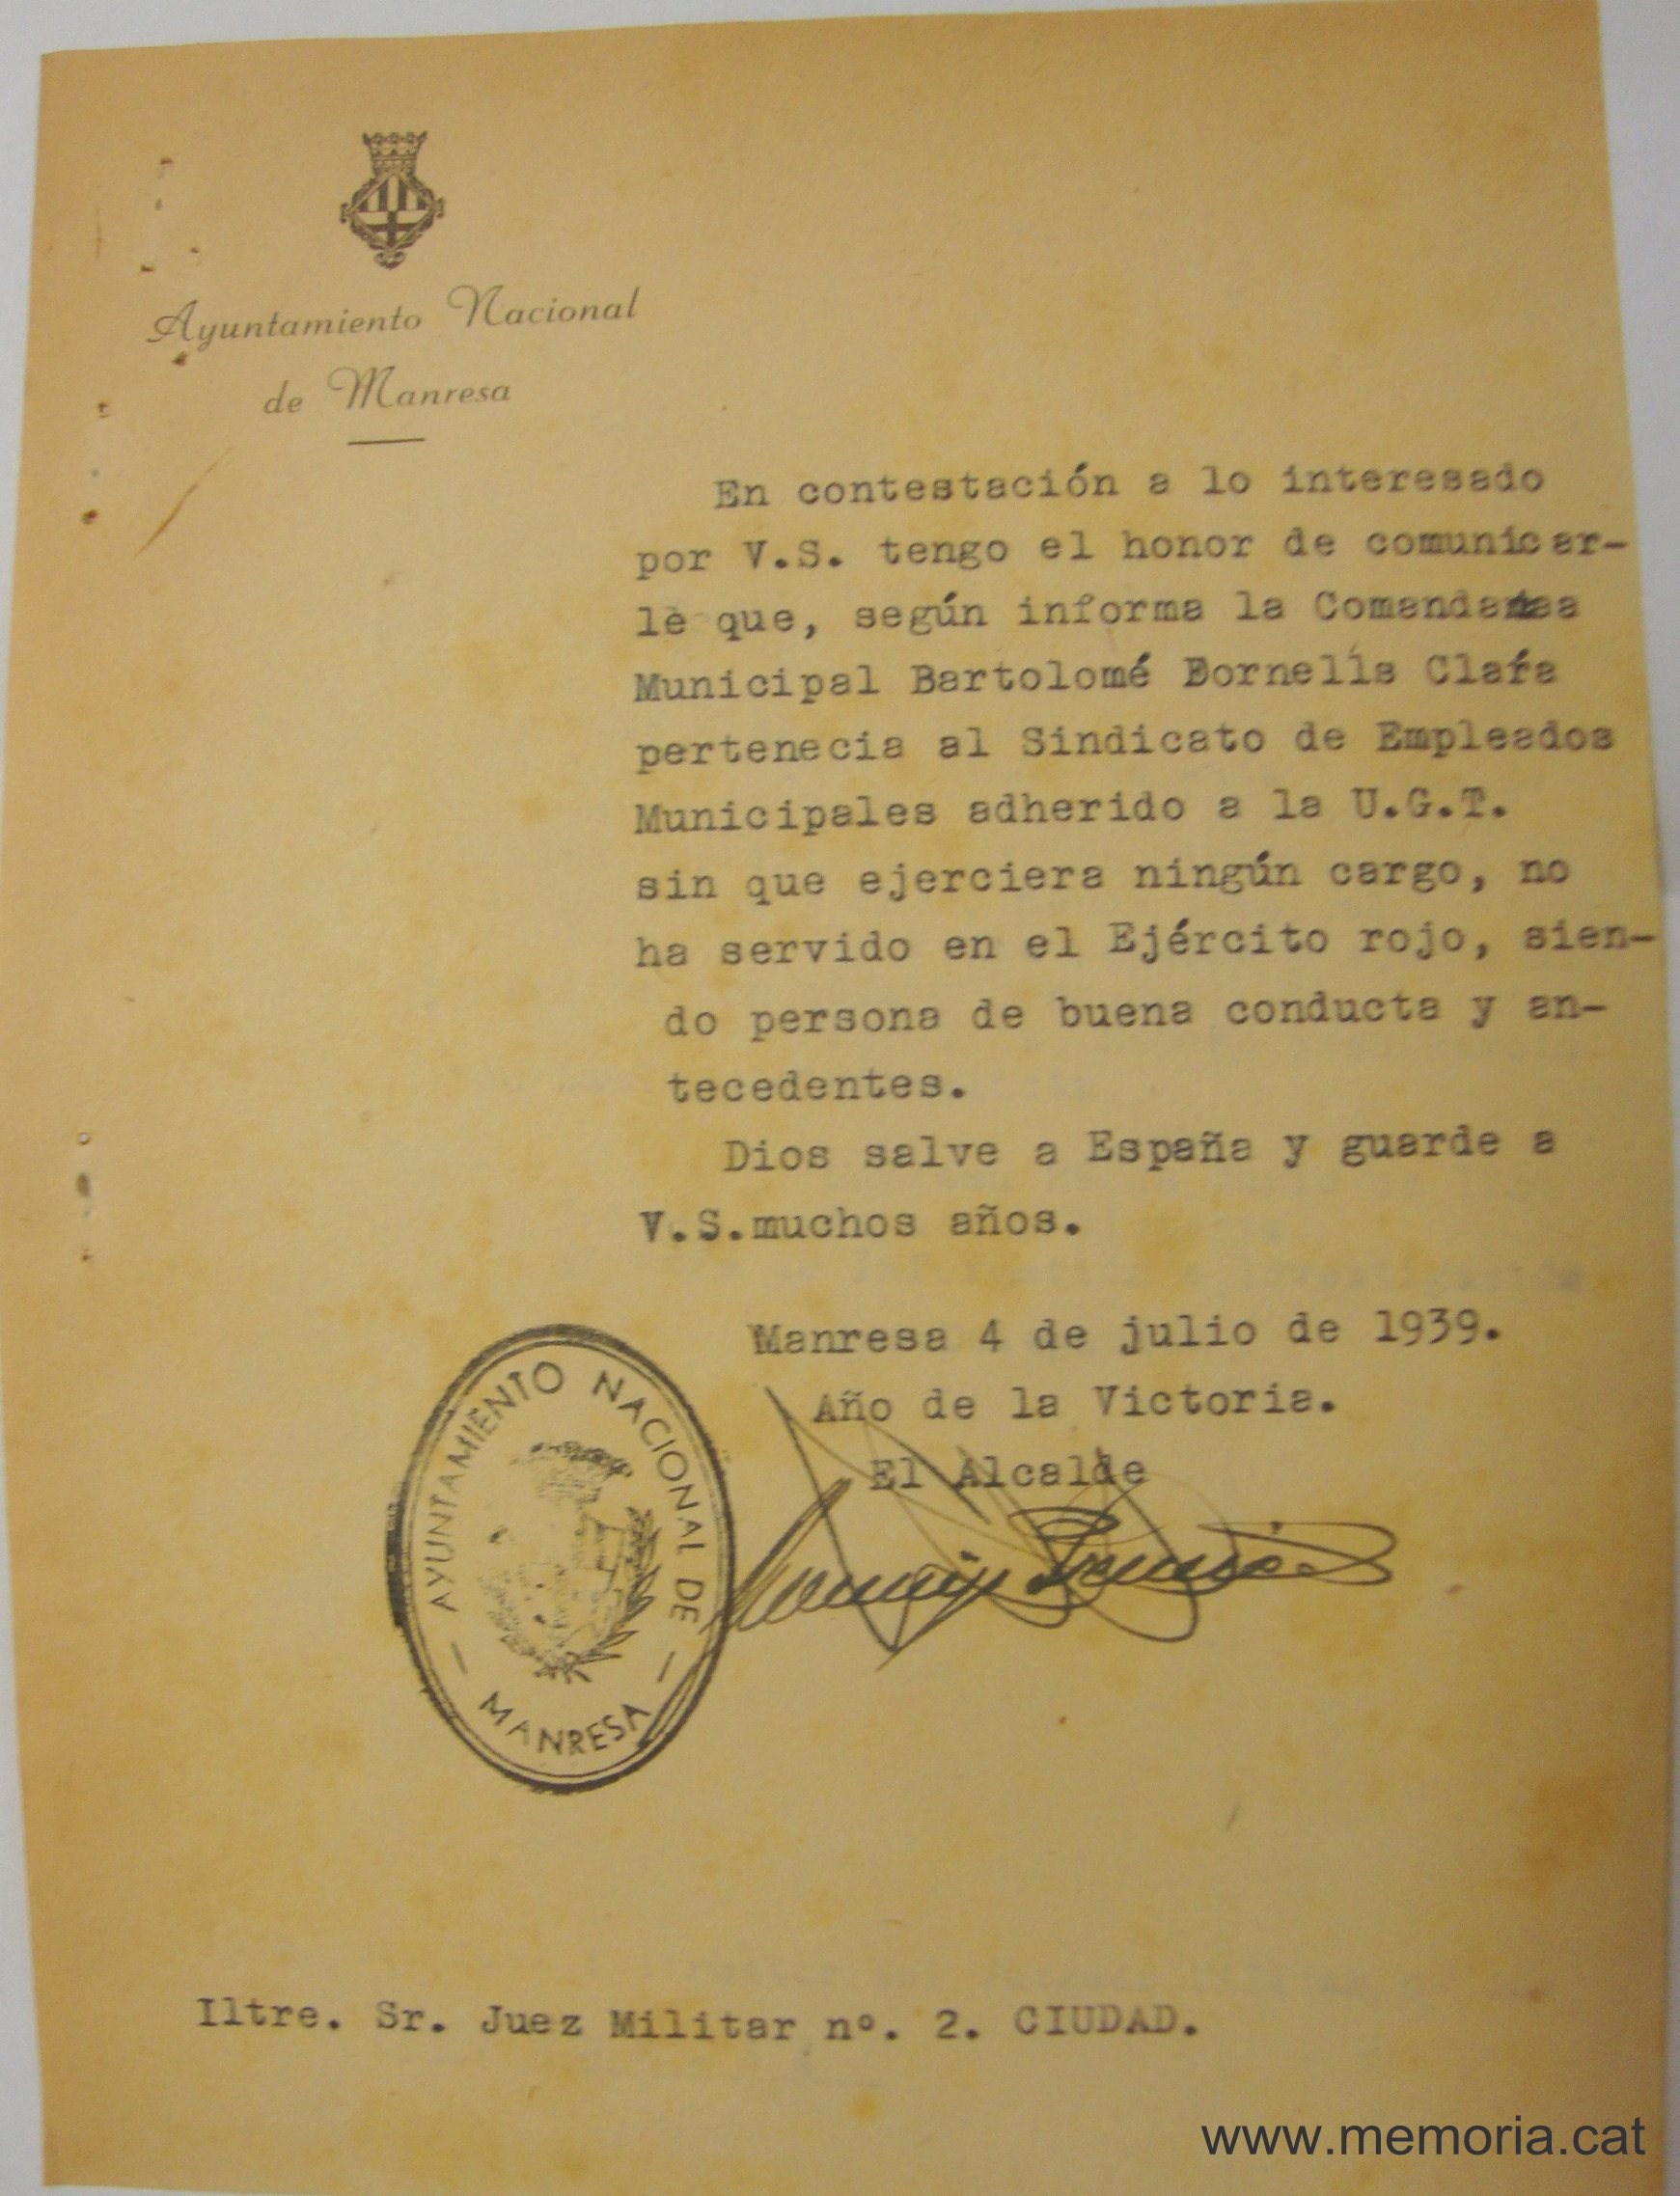 Ayuntamiento Nacional
de Manresa
En contestación a lo interesado
por V.S. tengo el honor de comunicar-
le que, según informa la
Municipal Bartolomé Dornells Clara
pertenecia al Sindicato de Empleados
Municipales adherido a la U.G.T.
sin que ejerciera ningún cargo, no
ha servido en el Ejército rojo, sien-
do persona de buena conducta y an-
tecedentes.
Dios salve a España y guarde a
V.S.muchos años.
Manresa 4 de julio de 1939.
Año de la Victoria.
El Alcalde
AYUNTAMIENTO NACIONAL DE
— MANRESA —
Iltre. Sr. Juez Militar nº. 2. CIUDAD.
www.memoria.cat